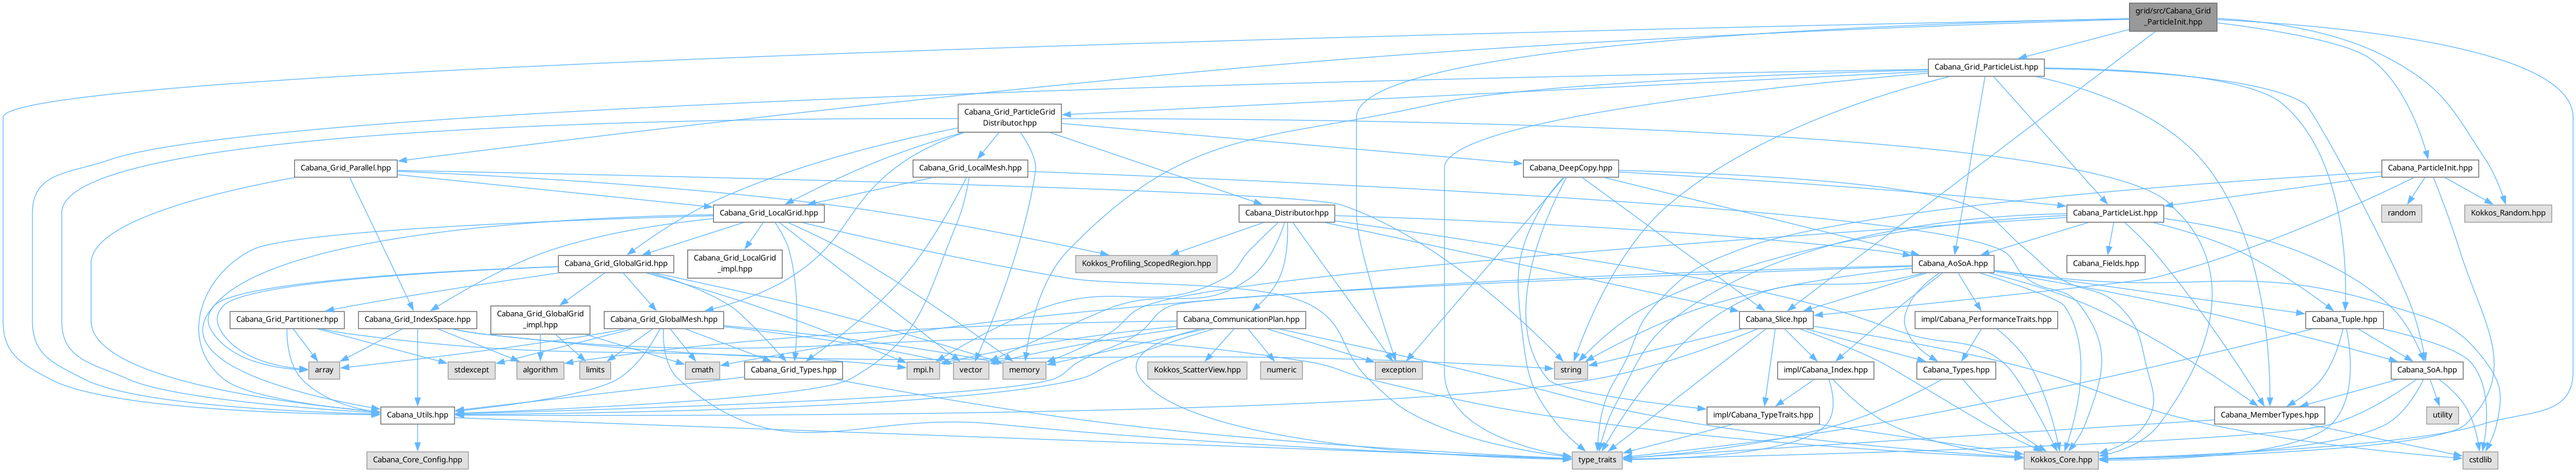 grid/src/Cabana_Grid
_ParticleInit.hpp
Cabana_Grid_ParticleList.hpp
Cabana_Grid_ParticleGrid
Distributor.hpp
Cabana_Grid_Parallel.hpp
Cabana_Grid_LocalMesh.hpp
Cabana_DeepCopy.hpp
Cabana_ParticleInit.hpp
Cabana_Grid_LocalGrid.hpp
Cabana_Distributor.hpp
Cabana_ParticleList.hpp
random
Kokkos_Random.hpp
Cabana_Grid_GlobalGrid.hpp
Cabana_Grid_LocalGrid
_impl.hpp
Kokkos_Profiling_ScopedRegion.hpp
Cabana_AoSoA.hpp
Cabana_Fields.hpp
Cabana_Grid_Partitioner.hpp
Cabana_Grid_IndexSpace.hpp
Cabana_Grid_GlobalGrid
_impl.hpp
Cabana_Grid_GlobalMesh.hpp
Cabana_CommunicationPlan.hpp
Cabana_Slice.hpp
impl/Cabana_PerformanceTraits.hpp
Cabana_Tuple.hpp
array
stdexcept
algorithm
limits
cmath
Cabana_Grid_Types.hpp
mpi.h
vector
memory
Kokkos_ScatterView.hpp
numeric
exception
string
impl/Cabana_Index.hpp
Cabana_Types.hpp
Cabana_SoA.hpp
Cabana_Utils.hpp
impl/Cabana_TypeTraits.hpp
Cabana_MemberTypes.hpp
utility
Cabana_Core_Config.hpp
type_traits
Kokkos_Core.hpp
cstdlib